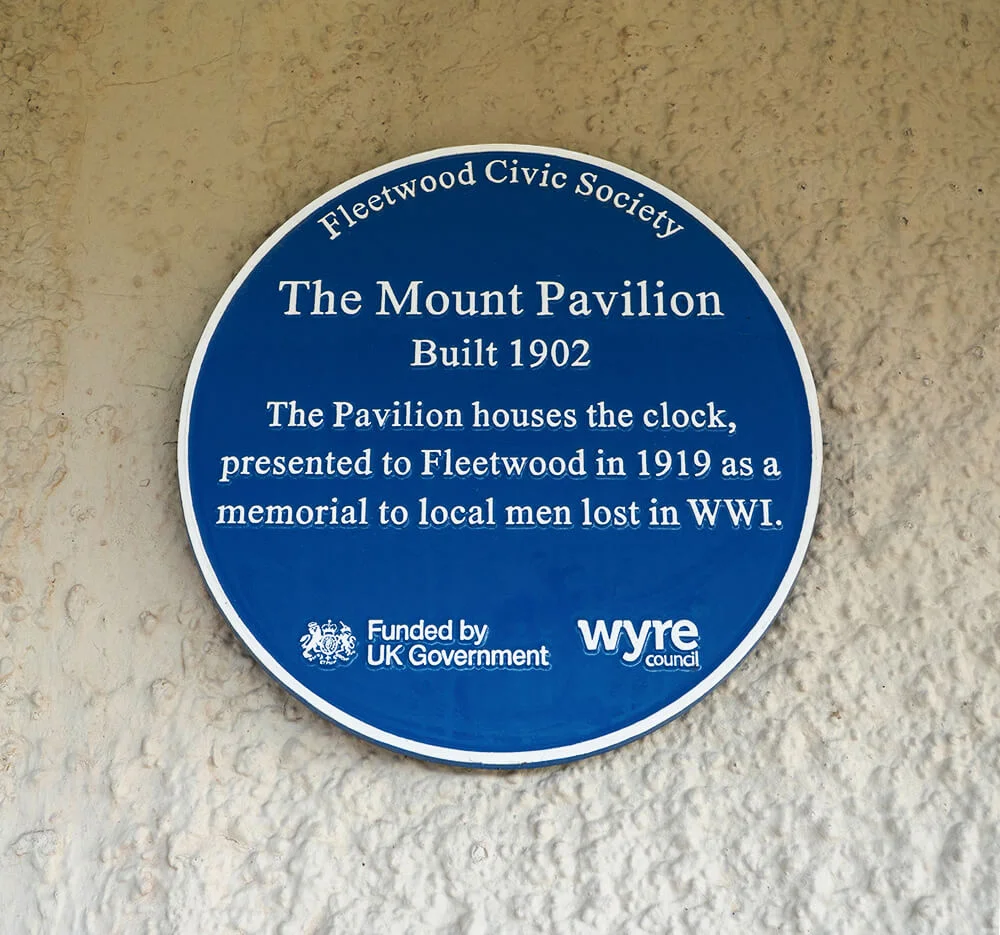 Fleetwood Civic Society
The Mount Pavilion
Built 1902
The Pavilion houses the clock,
presented to Fleetwood in 1919 as a
memorial to local men lost in WWI.
Funded by
UK Government
wyre
council